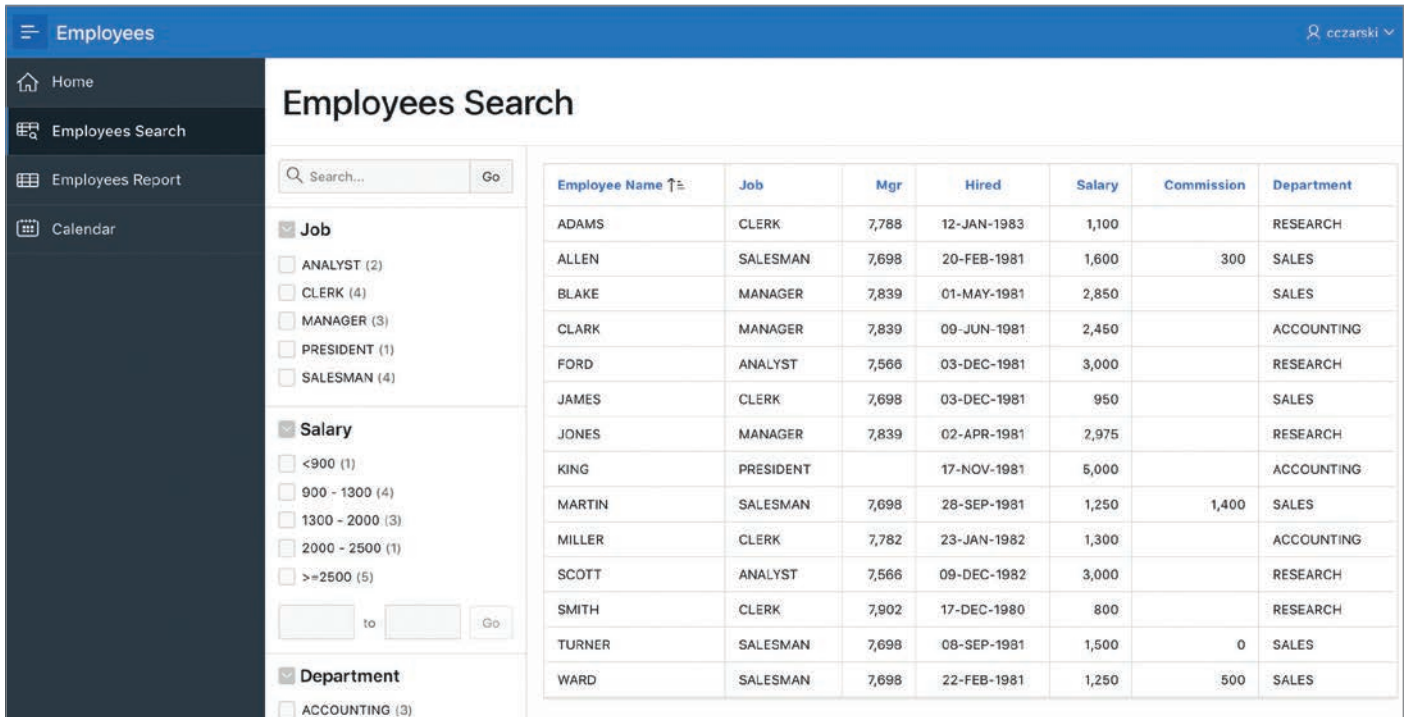 Employees
cczarski
Home
Employees Search
Employees Report
Calendar
Employees Search
Search...
Go
Job
ANALYST (2)
CLERK (4)
MANAGER (3)
PRESIDENT (1)
SALESMAN (4)
Salary
<900 (1)
900 - 1300 (4)
1300 - 2000 (3)
2000 - 2500 (1)
>=2500 (5)
to
Go
Department
ACCOUNTING (3)
Employee Name Job Mgr Hired Salary Commission Department
ADAMS CLERK 7,788 12-JAN-1983 1,100 RESEARCH
ALLEN SALESMAN 7,698 20-FEB-1981 1,600 300 SALES
BLAKE MANAGER 7,839 01-MAY-1981 2,850 SALES
CLARK MANAGER 7,839 09-JUN-1981 2,450 ACCOUNTING
FORD ANALYST 7,566 03-DEC-1981 3,000 RESEARCH
JAMES CLERK 7,698 03-DEC-1981 950 SALES
JONES MANAGER 7,839 02-APR-1981 2,975 RESEARCH
KING PRESIDENT 17-NOV-1981 5,000 ACCOUNTING
MARTIN SALESMAN 7,698 28-SEP-1981 1,250 1,400 SALES
MILLER CLERK 7,782 23-JAN-1982 1,300 ACCOUNTING
SCOTT ANALYST 7,566 09-DEC-1982 3,000 RESEARCH
SMITH CLERK 7,902 17-DEC-1980 800 RESEARCH
TURNER SALESMAN 7,698 08-SEP-1981 1,500 0 SALES
WARD SALESMAN 7,698 22-FEB-1981 1,250 500 SALES